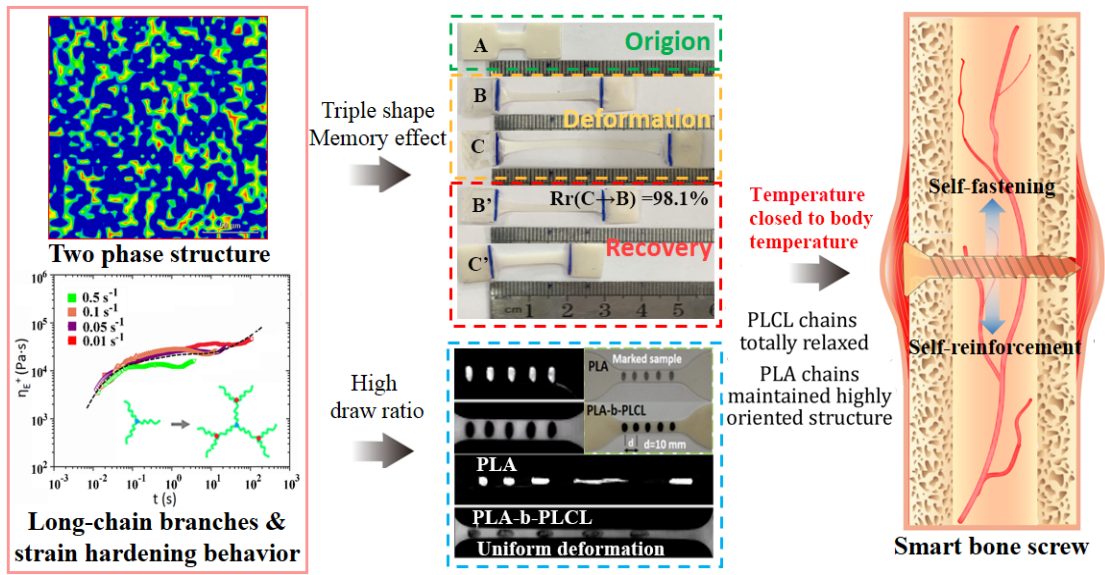 Two phase structure
10⁶
10⁵
10⁴
10³
10²
ηE⁺ (Pa·s)
0.5 s⁻¹
0.1 s⁻¹
0.05 s⁻¹
0.01 s⁻¹
10⁻³ 10⁻² 10⁻¹ 10⁰ 10¹ 10² 10³
t (s)
Long-chain branches &
strain hardening behavior
Triple shape
Memory effect
High
draw ratio
A
Origion
B
Deformation
C
B'
Rr(C→B) =98.1%
Recovery
C'
1 2 3 4 5 6
cm
Marked sample
PLA
PLA-b-PLCL
d
d=10 mm
PLA
PLA-b-PLCL
Uniform deformation
Temperature
closed to body
temperature
PLCL chains
totally relaxed
PLA chains
maintained highly
oriented structure
Self-fastening
Self-reinforcement
Smart bone screw